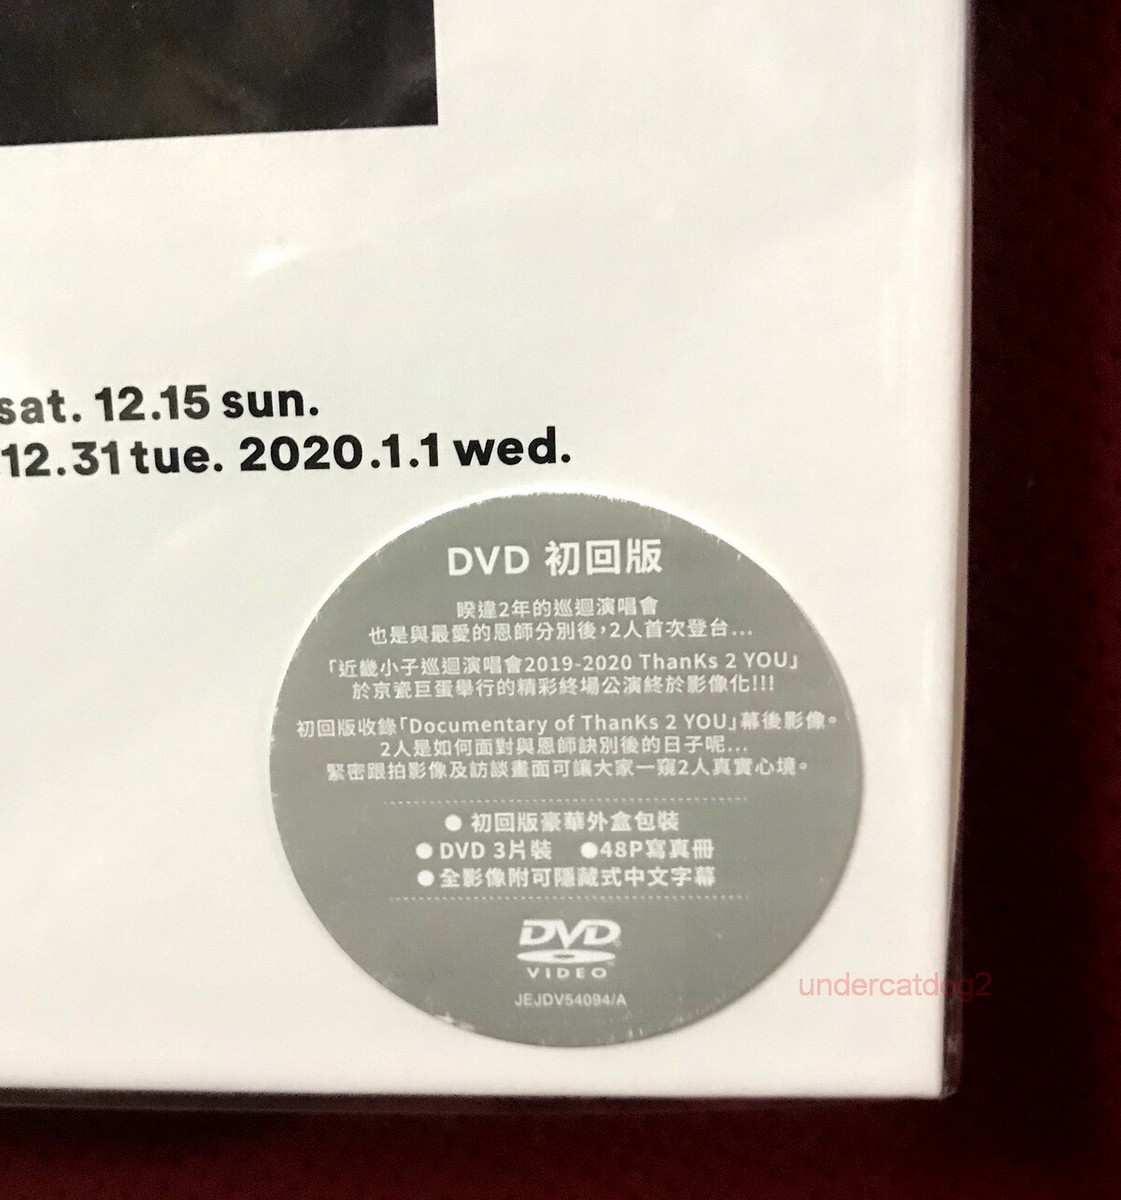 sat. 12.15 sun.
12.31 tue. 2020.1.1 wed.
DVD 初回版
睽違2年的巡迴演唱會
也是與最愛的恩師分別後，2人首次登台…
「近畿小子巡迴演唱會2019-2020 ThanKs 2 YOU」
於京瓷巨蛋舉行的精彩終場公演終於影像化!!!
初回版收錄「Documentary of ThanKs 2 YOU」幕後影像。
2人是如何面對與恩師訣別後的日子呢…
緊密跟拍影像及訪談畫面可讓大家一窺2人真實心境。
●初回版豪華外盒包裝
●DVD 3片裝 ●48P寫真冊
●全影像附可隱藏式中文字幕
DVD
VIDEO
JEJDV54094/A
undercatdog2